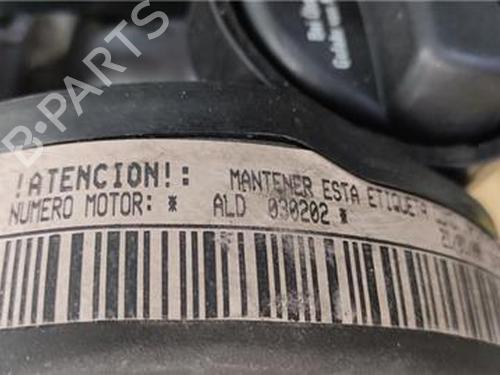 B-PARTS
!ATENCION!: MANTENER ESTA ETIQUETA
NUMERO MOTOR: * ALD 030202 *